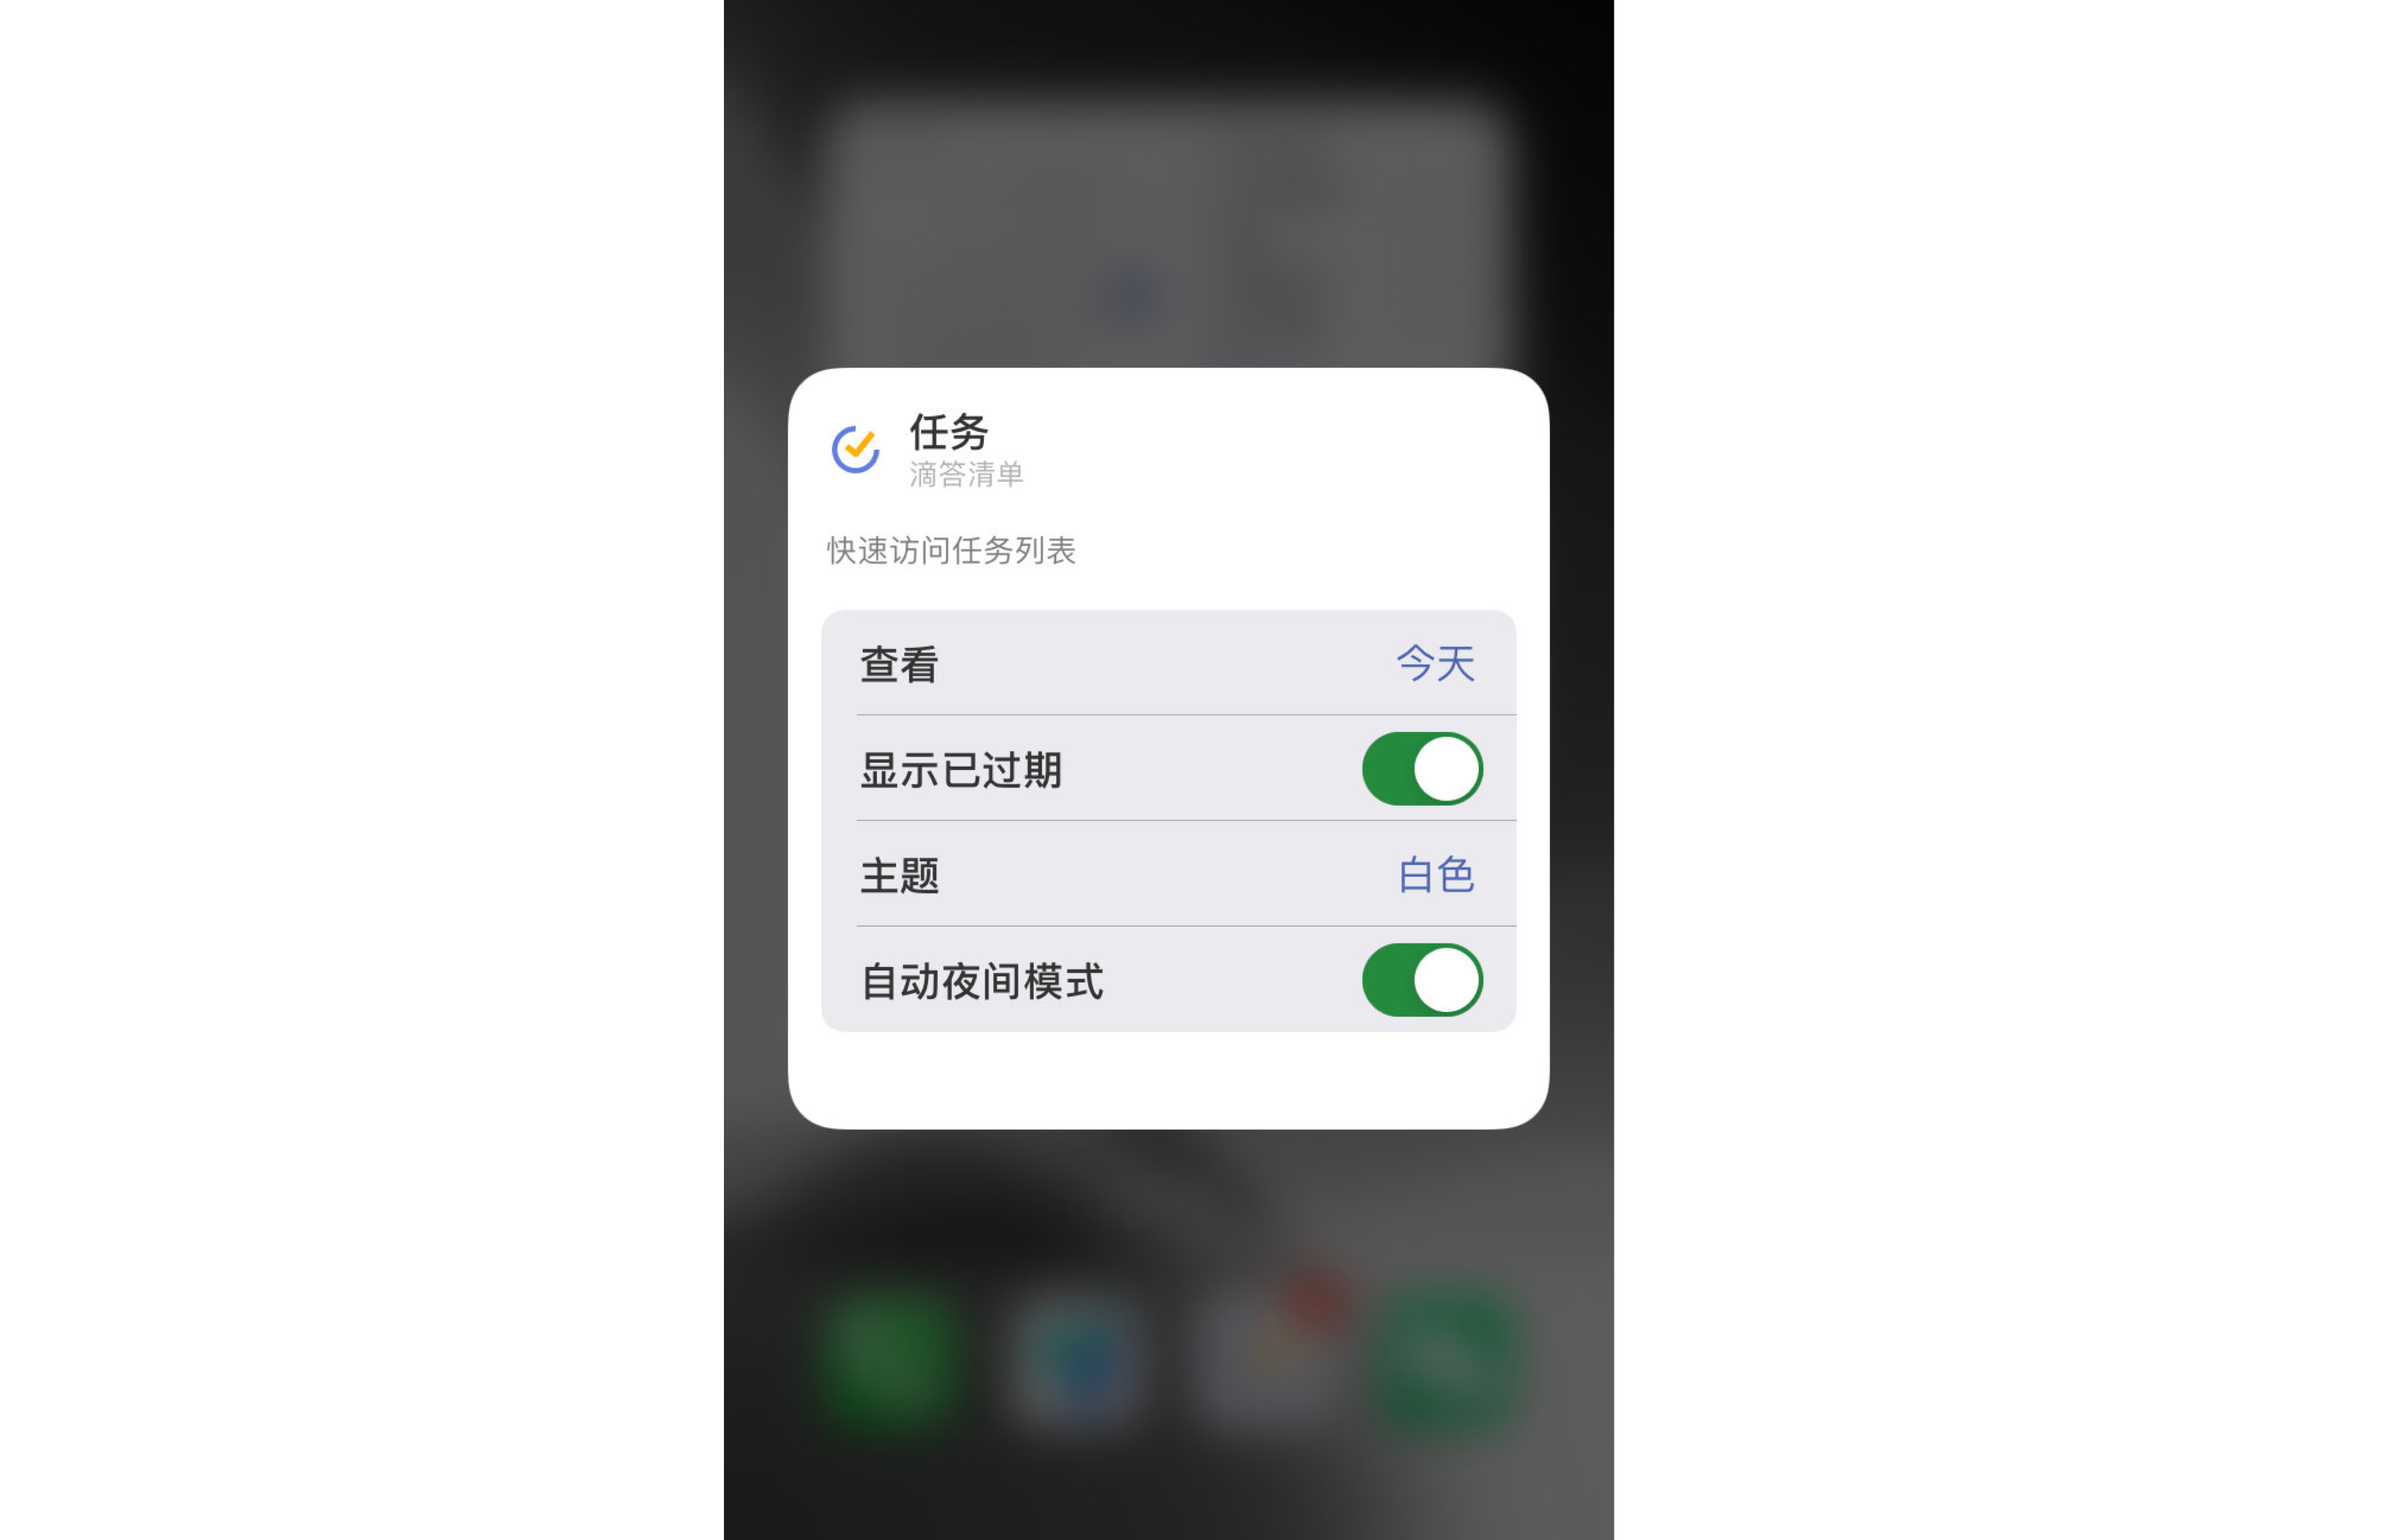 任务
滴答清单
快速访问任务列表
查看 今天
显示已过期
主题 白色
自动夜间模式